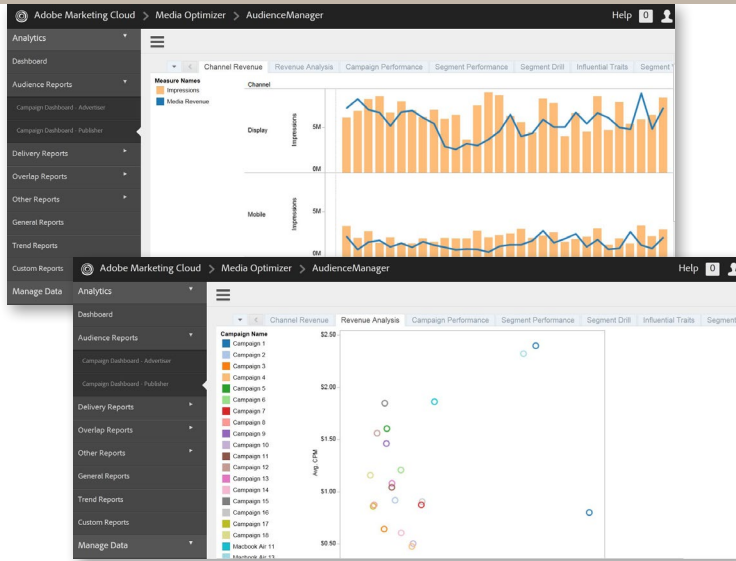 Adobe Marketing Cloud > Media Optimizer > AudienceManager Help 0
Analytics
Dashboard
Audience Reports
Campaign Dashboard - Advertiser
Campaign Dashboard - Publisher
Delivery Reports
Overlap Reports
Other Reports
General Reports
Trend Reports
Custom Reports
Manage Data
Channel Revenue Revenue Analysis Campaign Performance Segment Performance Segment Drill Influential Traits Segment
Measure Names
Impressions
Media Revenue
Channel
Display
Impressions
5M
0M
Mobile
Impressions
5M
0M
Adobe Marketing Cloud > Media Optimizer > AudienceManager Help 0
Analytics
Dashboard
Audience Reports
Campaign Dashboard - Advertiser
Campaign Dashboard - Publisher
Delivery Reports
Overlap Reports
Other Reports
General Reports
Trend Reports
Custom Reports
Manage Data
Channel Revenue Revenue Analysis Campaign Performance Segment Performance Segment Drill Influential Traits Segment
Campaign Name
Campaign 1
Campaign 2
Campaign 3
Campaign 4
Campaign 5
Campaign 6
Campaign 7
Campaign 8
Campaign 9
Campaign 10
Campaign 11
Campaign 12
Campaign 13
Campaign 14
Campaign 15
Campaign 16
Campaign 17
Campaign 18
Macbook Air 11
Macbook Air 13
Avg. CPM
$2.50
$2.00
$1.50
$1.00
$0.50